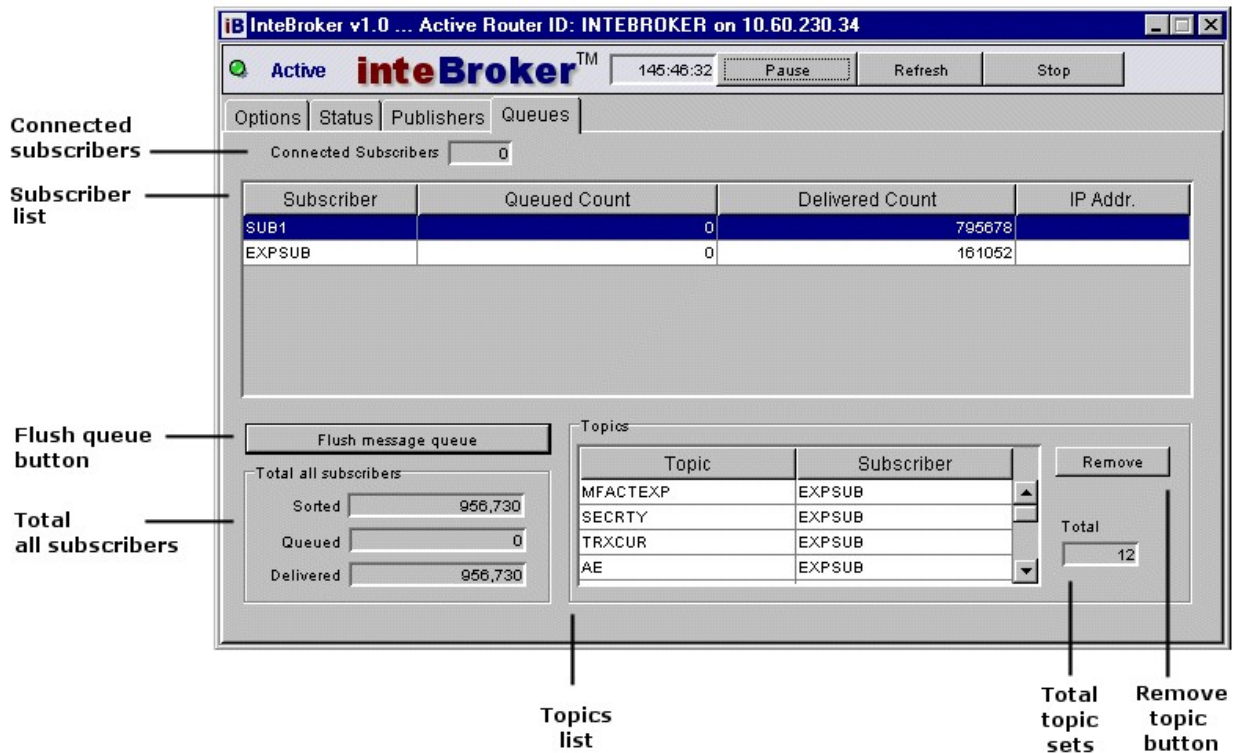 iB InteBroker v1.0 ... Active Router ID: INTEBROKER on 10.60.230.34
Active inteBroker™ 145:46:32 Pause Refresh Stop
Options Status Publishers Queues
Connected
subscribers
Connected Subscribers 0
Subscriber
list
Subscriber Queued Count Delivered Count IP Addr.
SUB1 0 795678
EXPSUB 0 161052
Flush queue
button
Flush message queue
Total
all subscribers
Total all subscribers
Sorted 956,730
Queued 0
Delivered 956,730
Topics
Topic Subscriber
MFACTEXP EXPSUB
SECRTY EXPSUB
TRXCUR EXPSUB
AE EXPSUB
Remove
Total
12
Topics
list
Total
topic
sets
Remove
topic
button